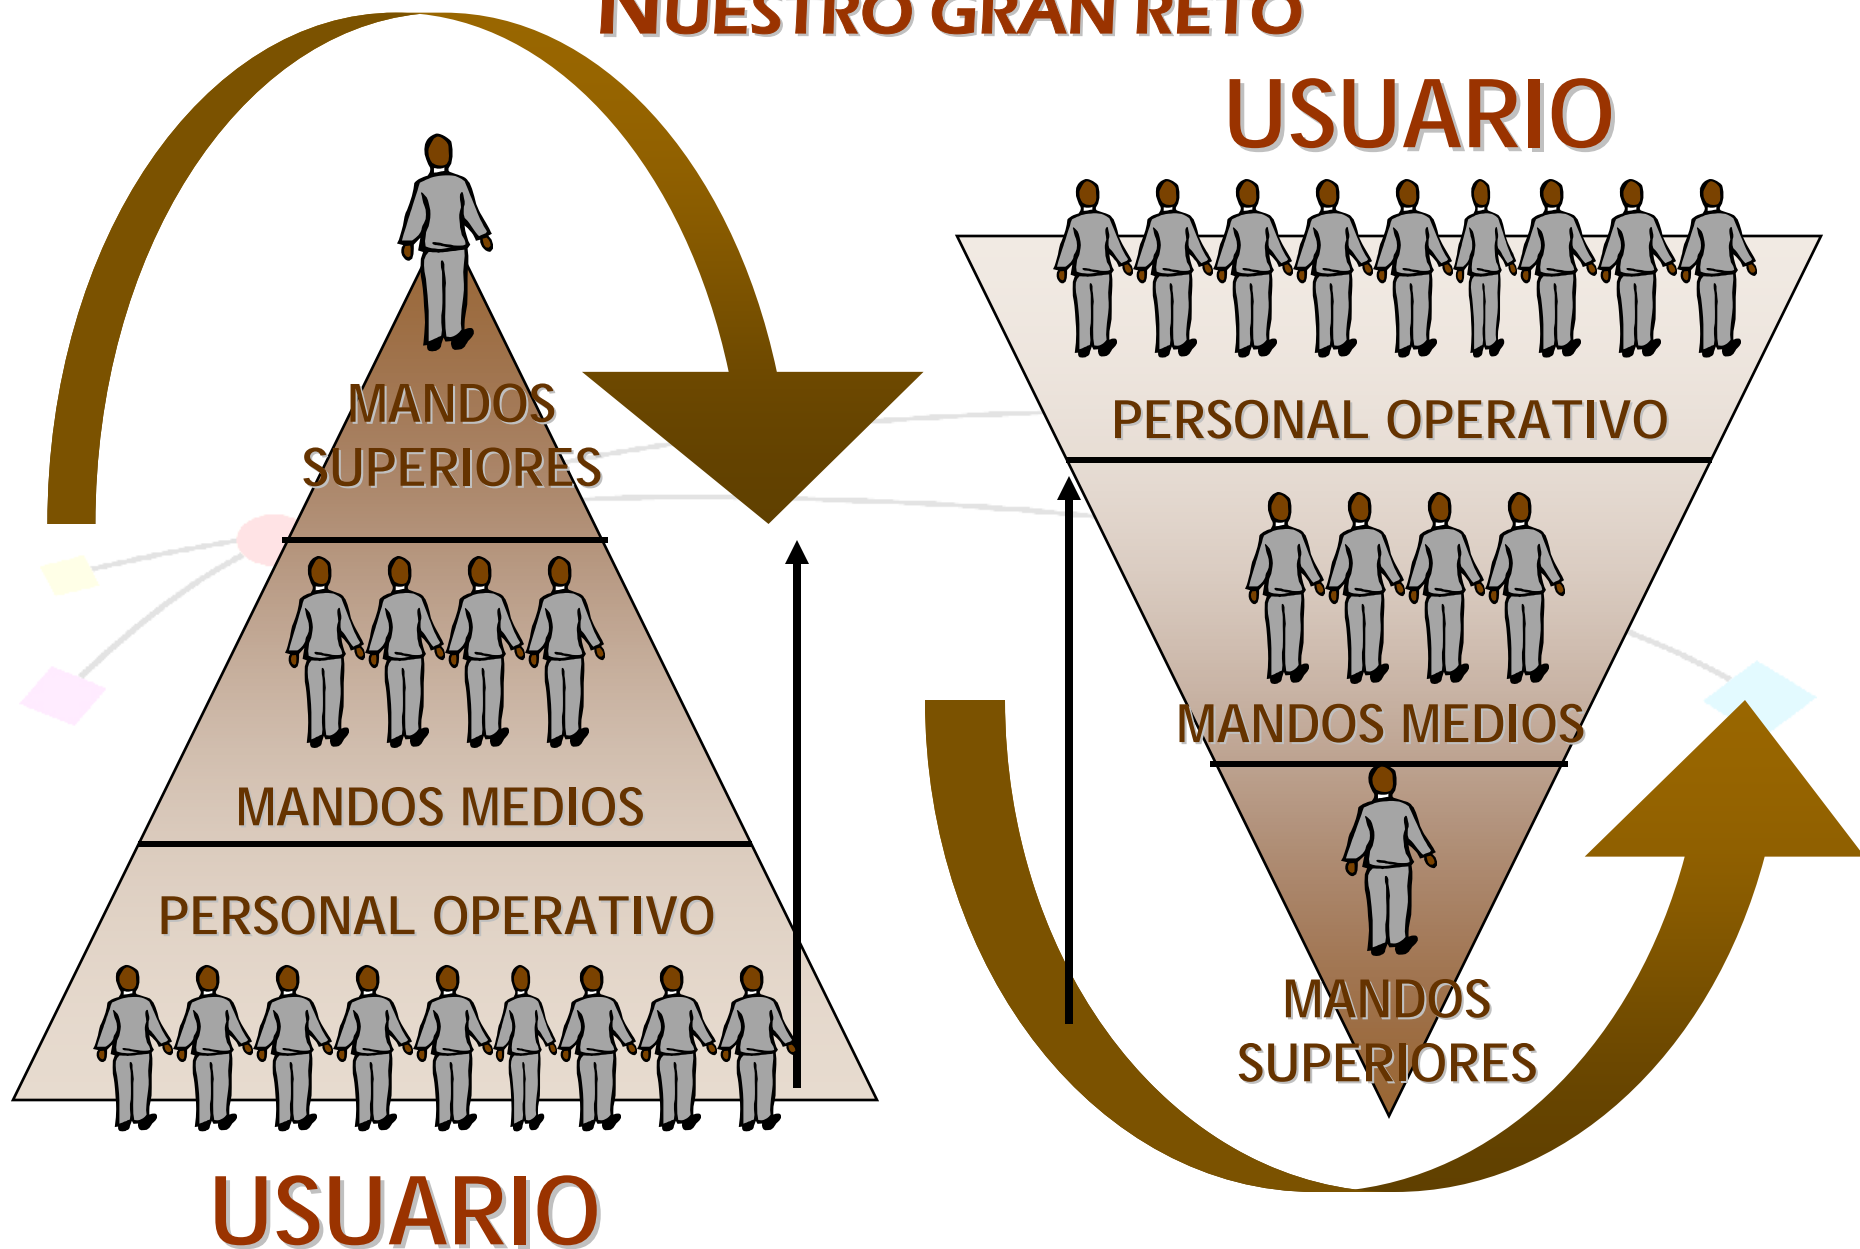 NUESTRO GRAN RETO
USUARIO
MANDOS
SUPERIORES
MANDOS MEDIOS
PERSONAL OPERATIVO
USUARIO
PERSONAL OPERATIVO
MANDOS MEDIOS
MANDOS
SUPERIORES